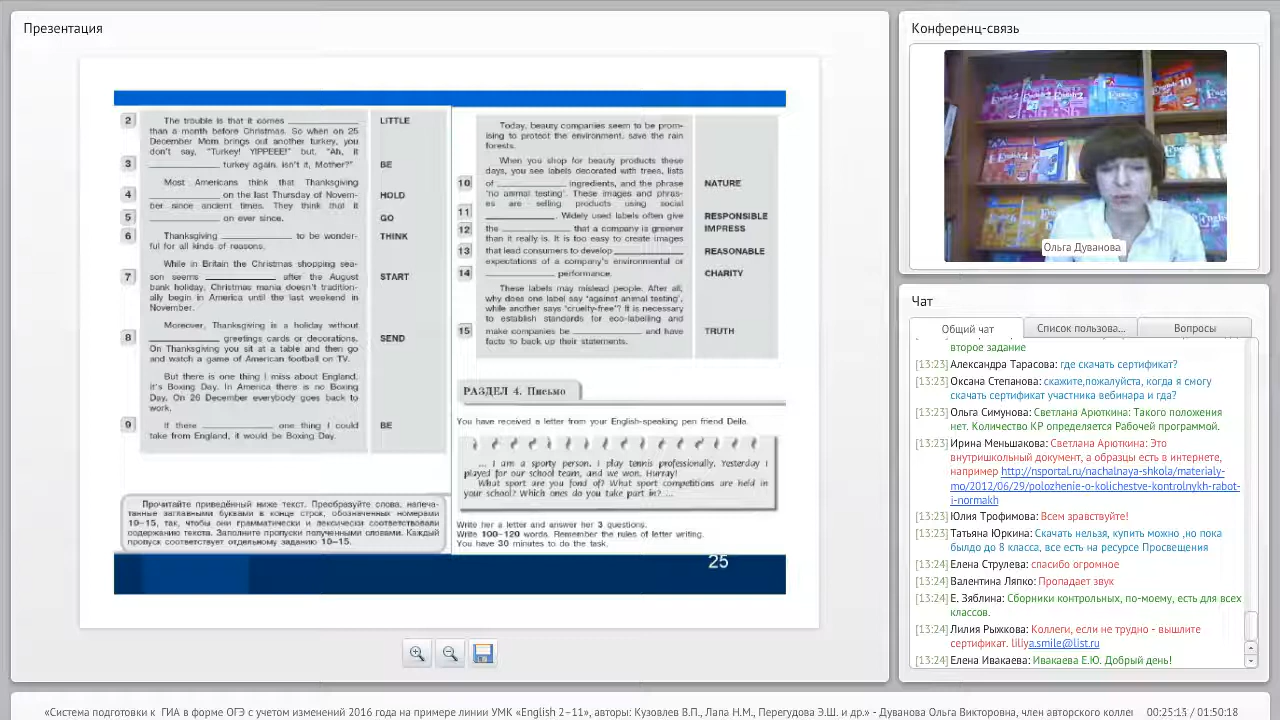 Презентация
2 The trouble is that it comes ____________ LITTLE
than a month before Christmas. So when on 25
December Mom brings out another turkey, you
don't say, "Turkey! YIPPEEE!" but, "Ah, it
3 ____________ turkey again, isn't it, Mother?" BE
Most Americans think that Thanksgiving
4 ____________ on the last Thursday of Novem- HOLD
ber since ancient times. They think that it
5 ____________ on ever since. GO
6 Thanksgiving ____________ to be wonder- THINK
ful for all kinds of reasons.
While in Britain the Christmas shopping sea-
7 son seems ____________ after the August START
bank holiday, Christmas mania doesn't tradition-
ally begin in America until the last weekend in
November.
Moreover, Thanksgiving is a holiday without
8 ____________ greetings cards or decorations. SEND
On Thanksgiving you sit at a table and then go
and watch a game of American football on TV.
But there is one thing I miss about England,
it's Boxing Day. In America there is no Boxing
Day. On 26 December everybody goes back to
work.
9 If there ____________ one thing I could BE
take from England, it would be Boxing Day.
Прочитайте приведённый ниже текст. Преобразуйте слова, напеча-
танные заглавными буквами в конце строк, обозначенных номерами
10–15, так, чтобы они грамматически и лексически соответствовали
содержанию текста. Заполните пропуски полученными словами. Каждый
пропуск соответствует отдельному заданию 10–15.
Today, beauty companies seem to be prom-
ising to protect the environment, save the rain
forests.
When you shop for beauty products these
days, you see labels decorated with trees, lists
10 of ____________ ingredients, and the phrase NATURE
'no animal testing'. These images and phras-
es are selling products using social
11 ____________. Widely used labels often give RESPONSIBLE
12 the ____________ that a company is greener IMPRESS
than it really is. It is too easy to create images
13 that lead consumers to develop ____________ REASONABLE
expectations of a company's environmental or
14 ____________ performance. CHARITY
These labels may mislead people. After all,
why does one label say 'against animal testing',
while another says 'cruelty-free'? It is necessary
to establish standards for eco-labelling and
15 make companies be ____________ and have TRUTH
facts to back up their statements.
РАЗДЕЛ 4. Письмо
You have received a letter from your English-speaking pen friend Della.
... I am a sporty person. I play tennis professionally. Yesterday I
played for our school team, and we won. Hurray!
What sport are you fond of? What sport competitions are held in
your school? Which ones do you take part in? ...
Write her a letter and answer her 3 questions.
Write 100–120 words. Remember the rules of letter writing.
You have 30 minutes to do the task.
25
Конференц-связь
Ольга Дуванова
Чат
Общий чат Список пользова... Вопросы
второе задание
[13:23] Александра Тарасова: где скачать сертификат?
[13:23] Оксана Степанова: скажите,пожалуйста, когда я смогу
скачать сертификат участника вебинара и гда?
[13:23] Ольга Симунова: Светлана Арюткина: Такого положения
нет. Количество КР определяется Рабочей программой.
[13:23] Ирина Меньшакова: Светлана Арюткина: Это
внутришкольный документ, а образцы есть в интернете,
например http://nsportal.ru/nachalnaya-shkola/materialy-
mo/2012/06/29/polozhenie-o-kolichestve-kontrolnykh-rabot-
i-normakh
[13:23] Юлия Трофимова: Всем зравствуйте!
[13:23] Татьяна Юркина: Скачать нельзя, купить можно ,но пока
былдо до 8 класса, все есть на ресурсе Просвещения
[13:24] Елена Струлева: спасибо огромное
[13:24] Валентина Ляпко: Пропадает звук
[13:24] Е. Зяблина: Сборники контрольных, по-моему, есть для всех
классов.
[13:24] Лилия Рыжкова: Коллеги, если не трудно - вышлите
сертификат. liliya.smile@list.ru
[13:24] Елена Ивакаева: Ивакаева Е.Ю. Добрый день!
«Система подготовки к ГИА в форме ОГЭ с учетом изменений 2016 года на примере линии УМК «English 2–11», авторы: Кузовлев В.П., Лапа Н.М., Перегудова Э.Ш. и др.» - Дуванова Ольга Викторовна, член авторского коллек 00:25:13 / 01:50:18